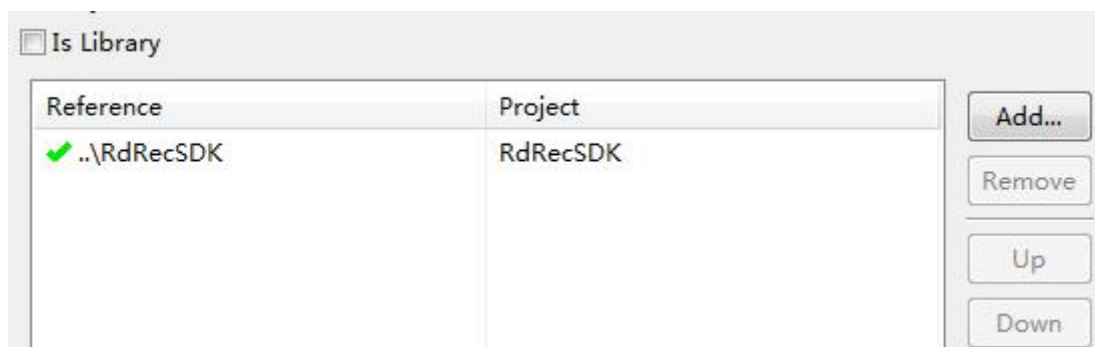 Is Library
Reference Project
..\RdRecSDK RdRecSDK
Add...
Remove
Up
Down